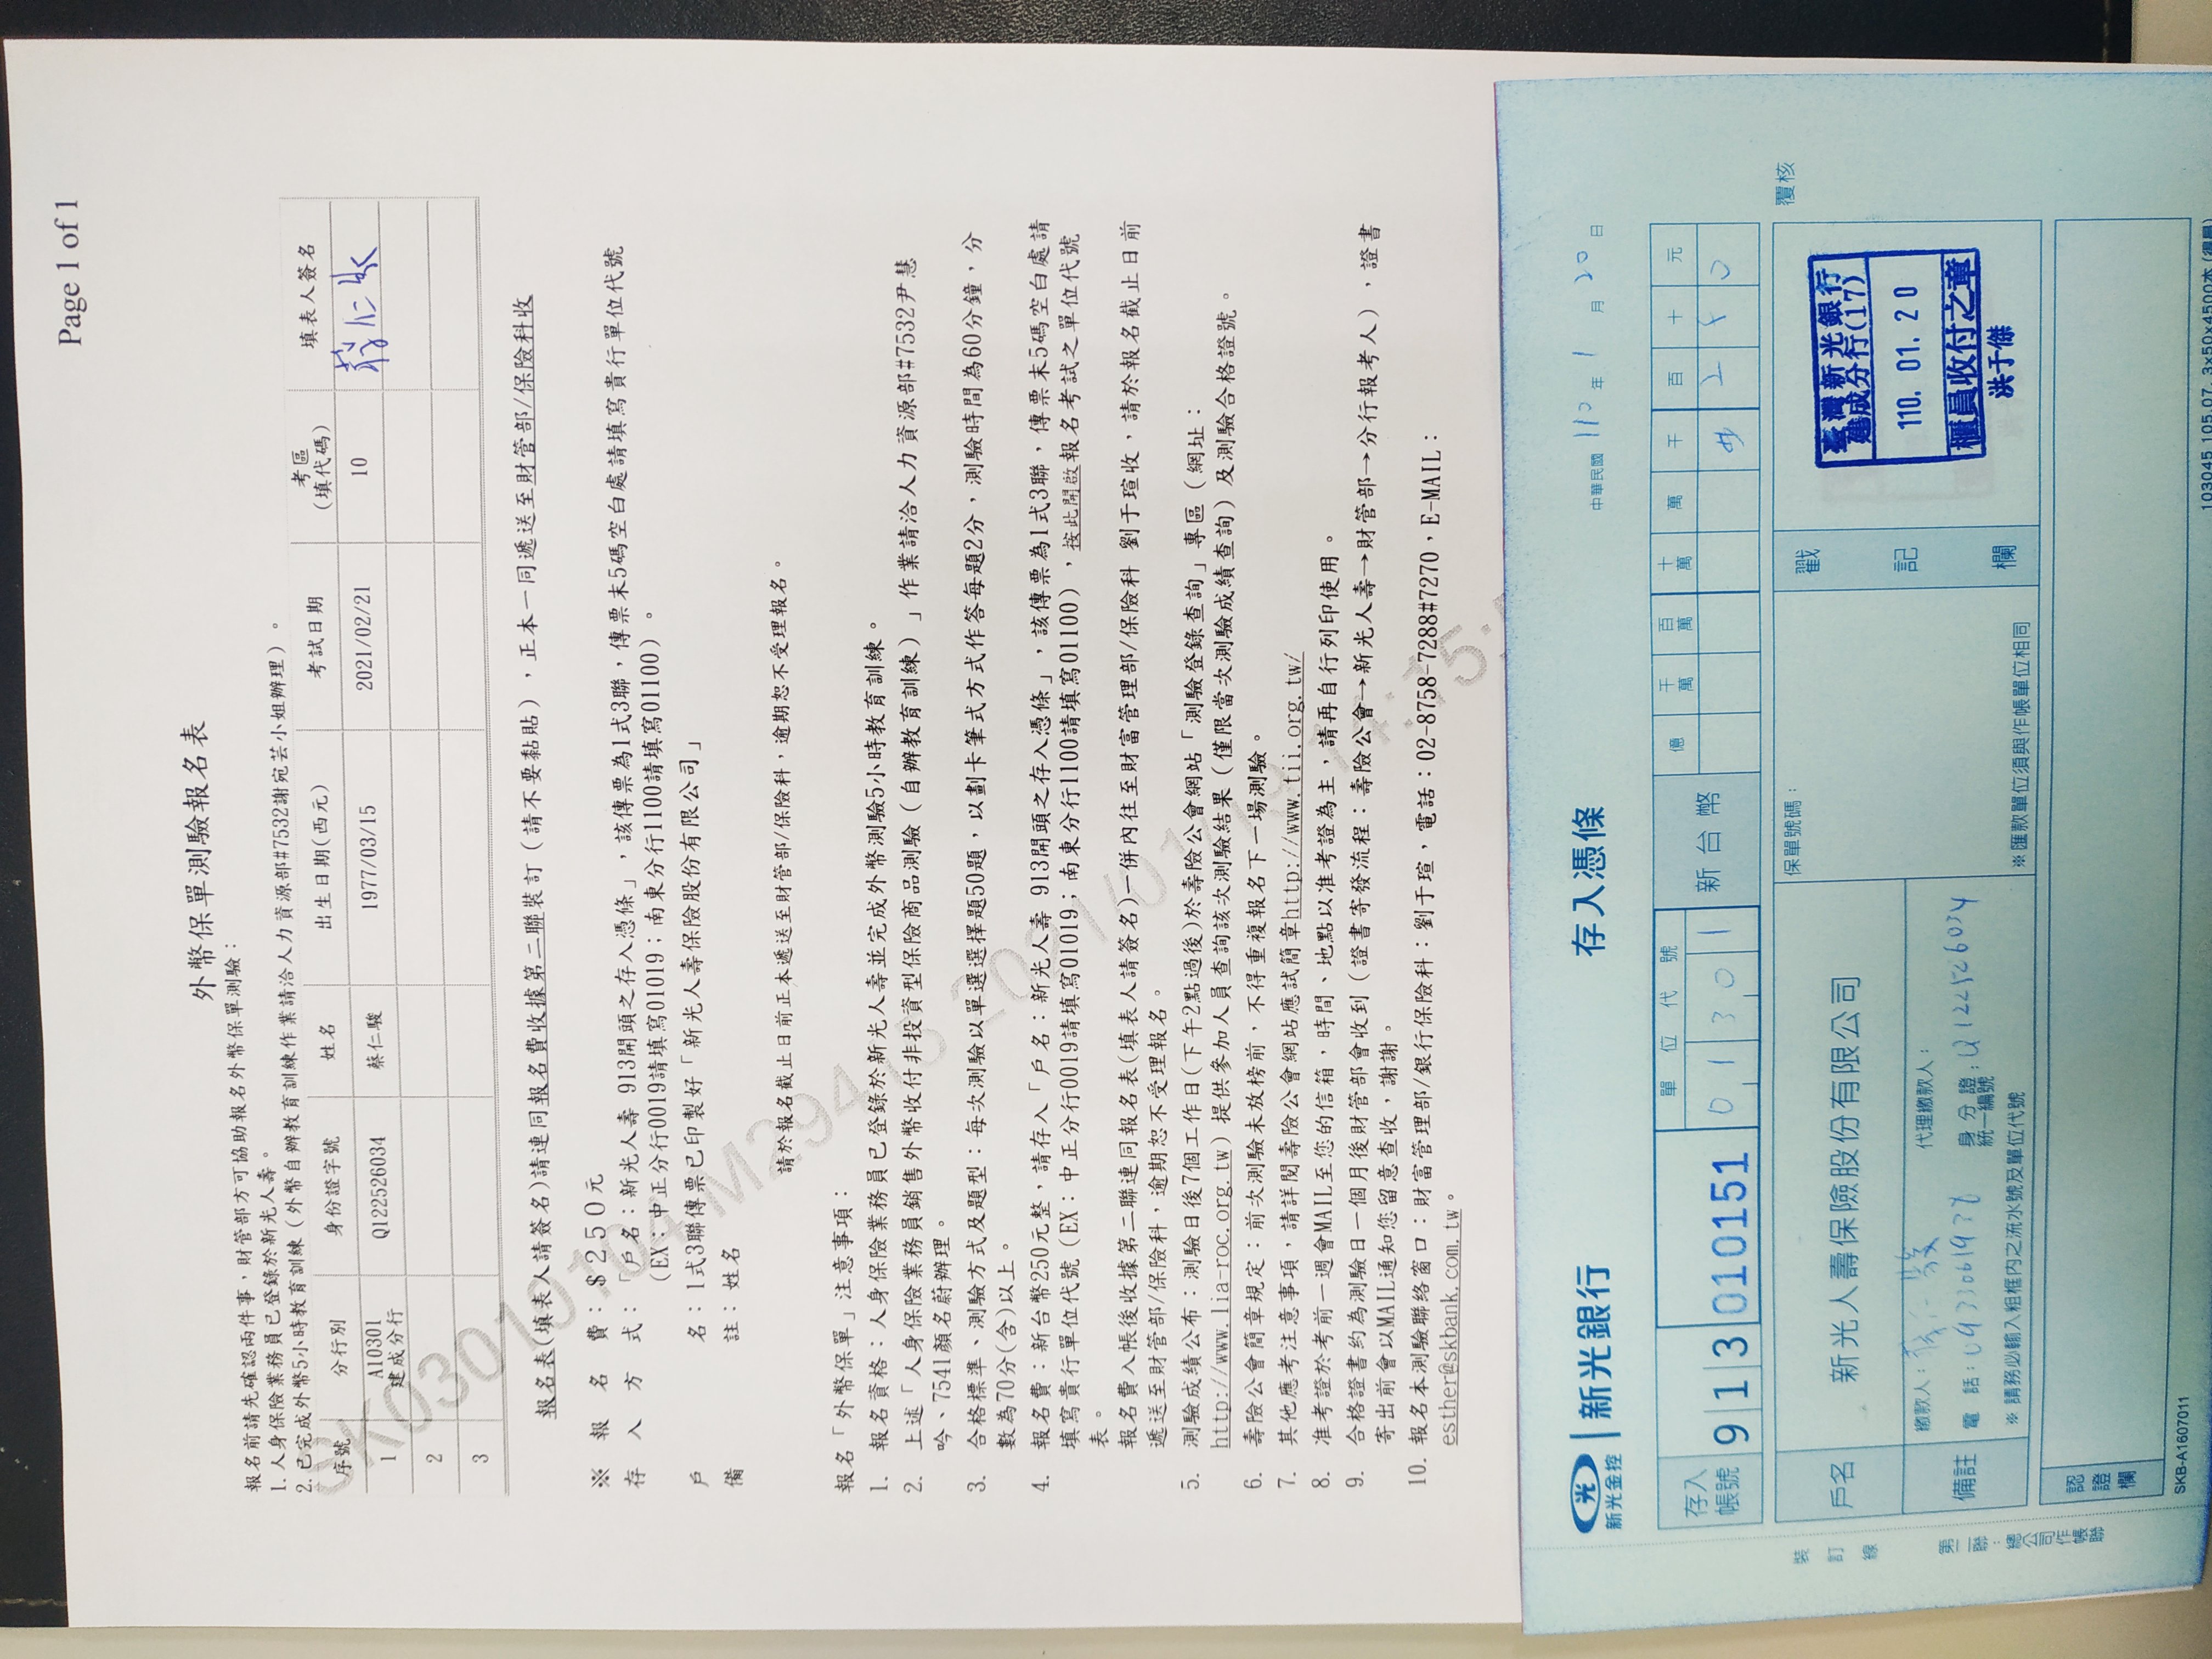 Page 1 of 1
外幣保單測驗報名表
報名前請先確認兩件事，財管部方可協助報名外幣保單測驗：
1. 人身保險業務員已登錄於新光人壽。
2. 已完成外幣5小時教育訓練（外幣自辦教育訓練作業請洽人力資源部#7532謝宛芸小姐辦理）。
序號 分行別 身份證字號 姓名 出生日期(西元) 考試日期 考區(填代碼) 填表人簽名
1 A10301 建成分行 Q122526034 蔡仁駿 1977/03/15 2021/02/21 10
2
3
報名表(填表人請簽名)請連同報名費收據第二聯裝訂（請不要黏貼），正本一同遞送至財管部/保險科收
※報名費：$250元
存入方式：「戶名：新光人壽 913開頭之存入憑條」，該傳票為1式3聯，傳票末5碼空白處請填寫貴行單位代號
（EX：中正分行0019請填寫01019；南東分行1100請填寫01100）。
戶名：1式3聯傳票已印製好「新光人壽保險股份有限公司」
備註：姓名
請於報名截止日前正本遞送至財管部/保險科，逾期恕不受理報名。
報名「外幣保單」注意事項：
1. 報名資格：人身保險業務員已登錄於新光人壽並完成外幣測驗5小時教育訓練。
2. 上述「人身保險業務員銷售外幣收付非投資型保險商品測驗（自辦教育訓練）」作業請洽人力資源部#7532尹慧
吟、7541顏名蔚辦理。
3. 合格標準、測驗方式及題型：每次測驗以單選選擇題50題，以劃卡筆式方式作答每題2分，測驗時間為60分鐘，分
數為70分(含)以上。
4. 報名費：新台幣250元整，請存入「戶名：新光人壽 913開頭之存入憑條」，該傳票為1式3聯，傳票末5碼空白處請
填寫貴行單位代號（EX：中正分行0019請填寫01019；南東分行1100請填寫01100），按此開啟報名考試之單位代號
表。
報名費入帳後收據第二聯連同報名表(填表人請簽名)一併內往至財富管理部/保險科 劉于瑄收，請於報名截止日前
遞送至財管部/保險科，逾期恕不受理報名。
5. 測驗成績公布：測驗日後7個工作日(下午2點過後)於壽險公會網站「測驗登錄查詢」專區（網址：
http://www.lia-roc.org.tw）提供參加人員查詢該次測驗結果（僅限當次測驗成績查詢）及測驗合格證號。
6. 壽險公會簡章規定：前次測驗未放榜前，不得重複報名下一場測驗。
7. 其他應考注意事項，請詳閱壽險公會網站應試簡章http://www.tii.org.tw/
8. 准考證於考前一週會MAIL至您的信箱，時間、地點以准考證為主，請再自行列印使用。
9. 合格證書約為測驗日一個月後財管部會收到（證書寄發流程：壽險公會→新光人壽→財管部→分行報考人），證書
寄出前會以MAIL通知您留意查收，謝謝。
10. 報名本測驗聯絡窗口：財富管理部/銀行保險科：劉于瑄，電話：02-8758-7288#7270，E-MAIL：
esther@skbank.com.tw。
光 新光金控 新光銀行 存入憑條 中華民國 110 年 1 月 20 日
存入帳號 913 010151 單位代號 01301 新台幣 億 千萬 百萬 十萬 萬 千 百 十 元
# 2 5 0
戶名 新光人壽保險股份有限公司 保單號碼：
戳記欄
覆核
臺灣新光銀行
建成分行(17)
110. 01. 20
櫃員收付之章
洪于傑
備註 繳款人： 仁駿 代理繳款人：
電話：0933061938 身分證統一編號：Q122526034
※ 請務必輸入粗框內之流水號及單位代號
※匯款單位須與作帳單位相同
認證欄
裝訂線
第二聯：總公司作帳聯
SKB-A1607011
103045 105.07. 3×50×4500本